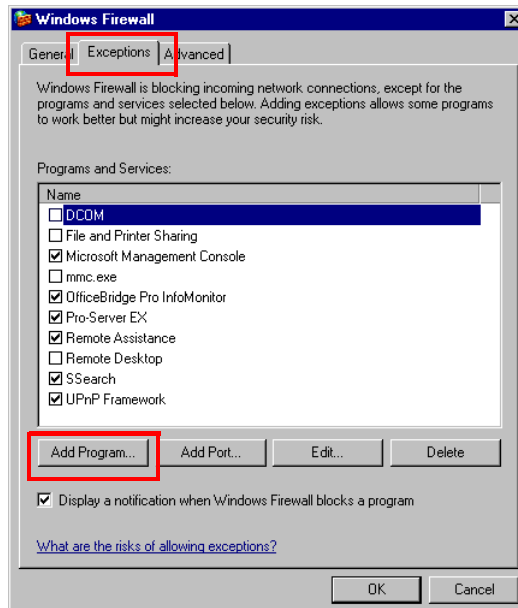 Windows Firewall
General Exceptions Advanced
Windows Firewall is blocking incoming network connections, except for the
programs and services selected below. Adding exceptions allows some programs
to work better but might increase your security risk.
Programs and Services:
Name
DCOM
File and Printer Sharing
Microsoft Management Console
mmc.exe
OfficeBridge Pro InfoMonitor
Pro-Server EX
Remote Assistance
Remote Desktop
SSearch
UPnP Framework
Add Program... Add Port... Edit... Delete
Display a notification when Windows Firewall blocks a program
What are the risks of allowing exceptions?
OK Cancel